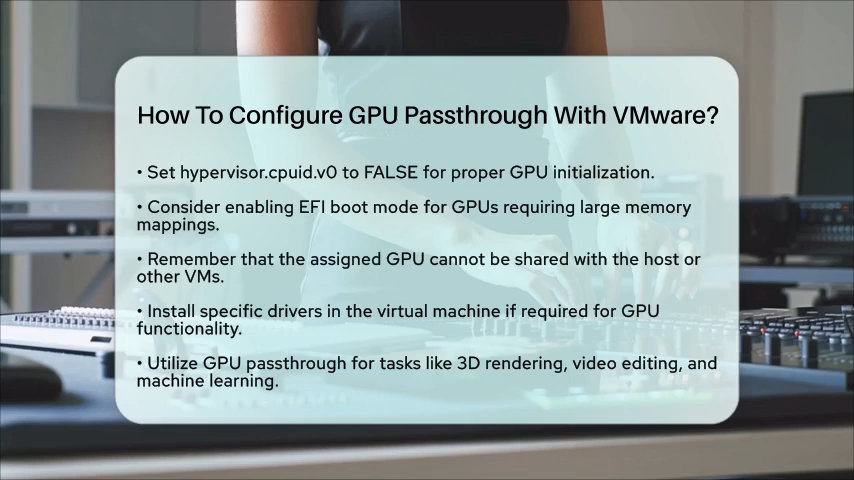 How To Configure GPU Passthrough With VMware?
• Set hypervisor.cpuid.v0 to FALSE for proper GPU initialization.
• Consider enabling EFI boot mode for GPUs requiring large memory
mappings.
• Remember that the assigned GPU cannot be shared with the host or
other VMs.
• Install specific drivers in the virtual machine if required for GPU
functionality.
• Utilize GPU passthrough for tasks like 3D rendering, video editing, and
machine learning.